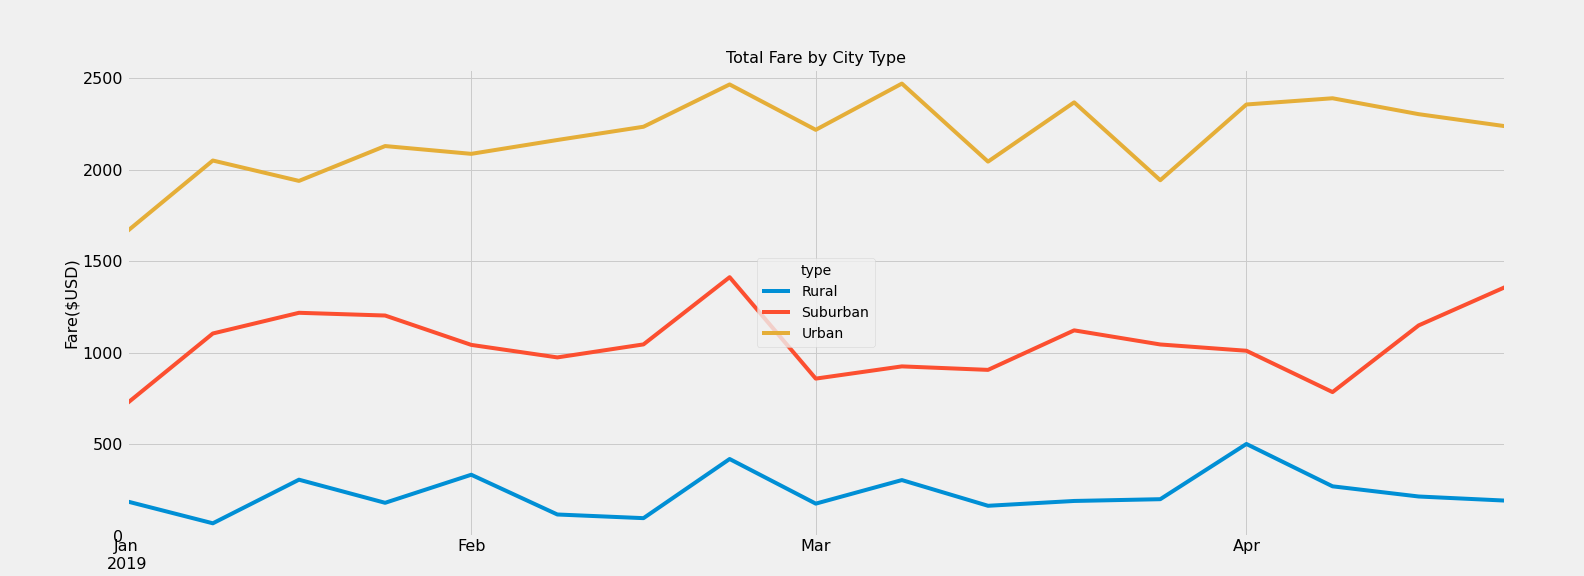 Total Fare by City Type
Fare($USD)
2500
2000
1500
1000
500
0
type
Rural
Suburban
Urban
Jan
2019
Feb
Mar
Apr